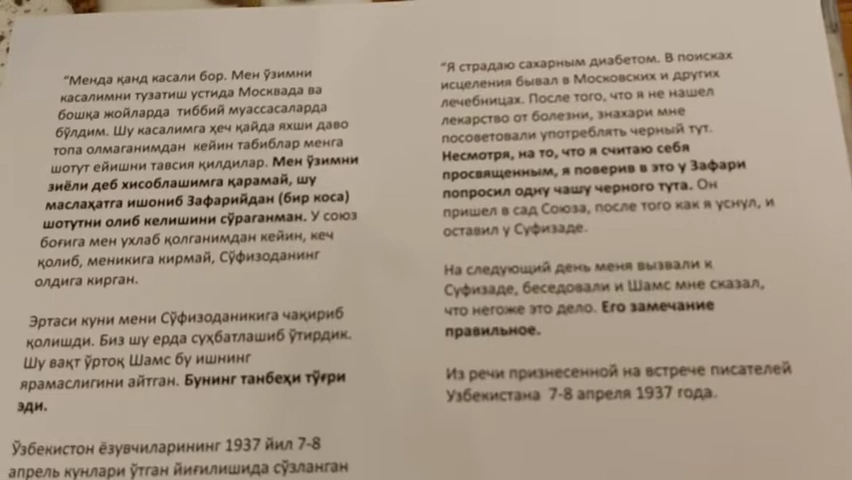 "Менда қанд касали бор. Мен ўзимни
касалимни тузатиш устида Москвада ва
бошқа жойларда тиббий муассасаларда
бўлдим. Шу касалимга ҳеч қайда яхши даво
топа олмаганимдан кейин табиблар менга
шотут ейишни тавсия қилдилар. Мен ўзимни
зиёли деб хисоблашимга қарамай, шу
маслаҳатга ишониб Зафарийдан (бир коса)
шотутни олиб келишини сўраганман. У союз
боғига мен ухлаб қолганимдан кейин, кеч
қолиб, меникига кирмай, Сўфизоданинг
олдига кирган.
Эртаси куни мени Сўфизоданикига чақириб
қолишди. Биз шу ерда суҳбатлашиб ўтирдик.
Шу вақт ўртоқ Шамс бу ишнинг
ярамаслигини айтган. Бунинг танбеҳи тўғри
эди.
Ўзбекистон ёзувчиларининг 1937 йил 7-8
апрель кунлари ўтган йиғилишида сўзланган
"Я страдаю сахарным диабетом. В поисках
исцеления бывал в Московских и других
лечебницах. После того, что я не нашел
лекарство от болезни, знахари мне
посоветовали употреблять черный тут.
Несмотря, на то, что я считаю себя
просвященным, я поверив в это у Зафари
попросил одну чашу черного тута. Он
пришел в сад Союза, после того как я уснул, и
оставил у Суфизаде.
На следующий день меня вызвали к
Суфизаде, беседовали и Шамс мне сказал,
что негоже это дело. Его замечание
правильное.
Из речи признесенной на встрече писателей
Узбекистана 7-8 апреля 1937 года.